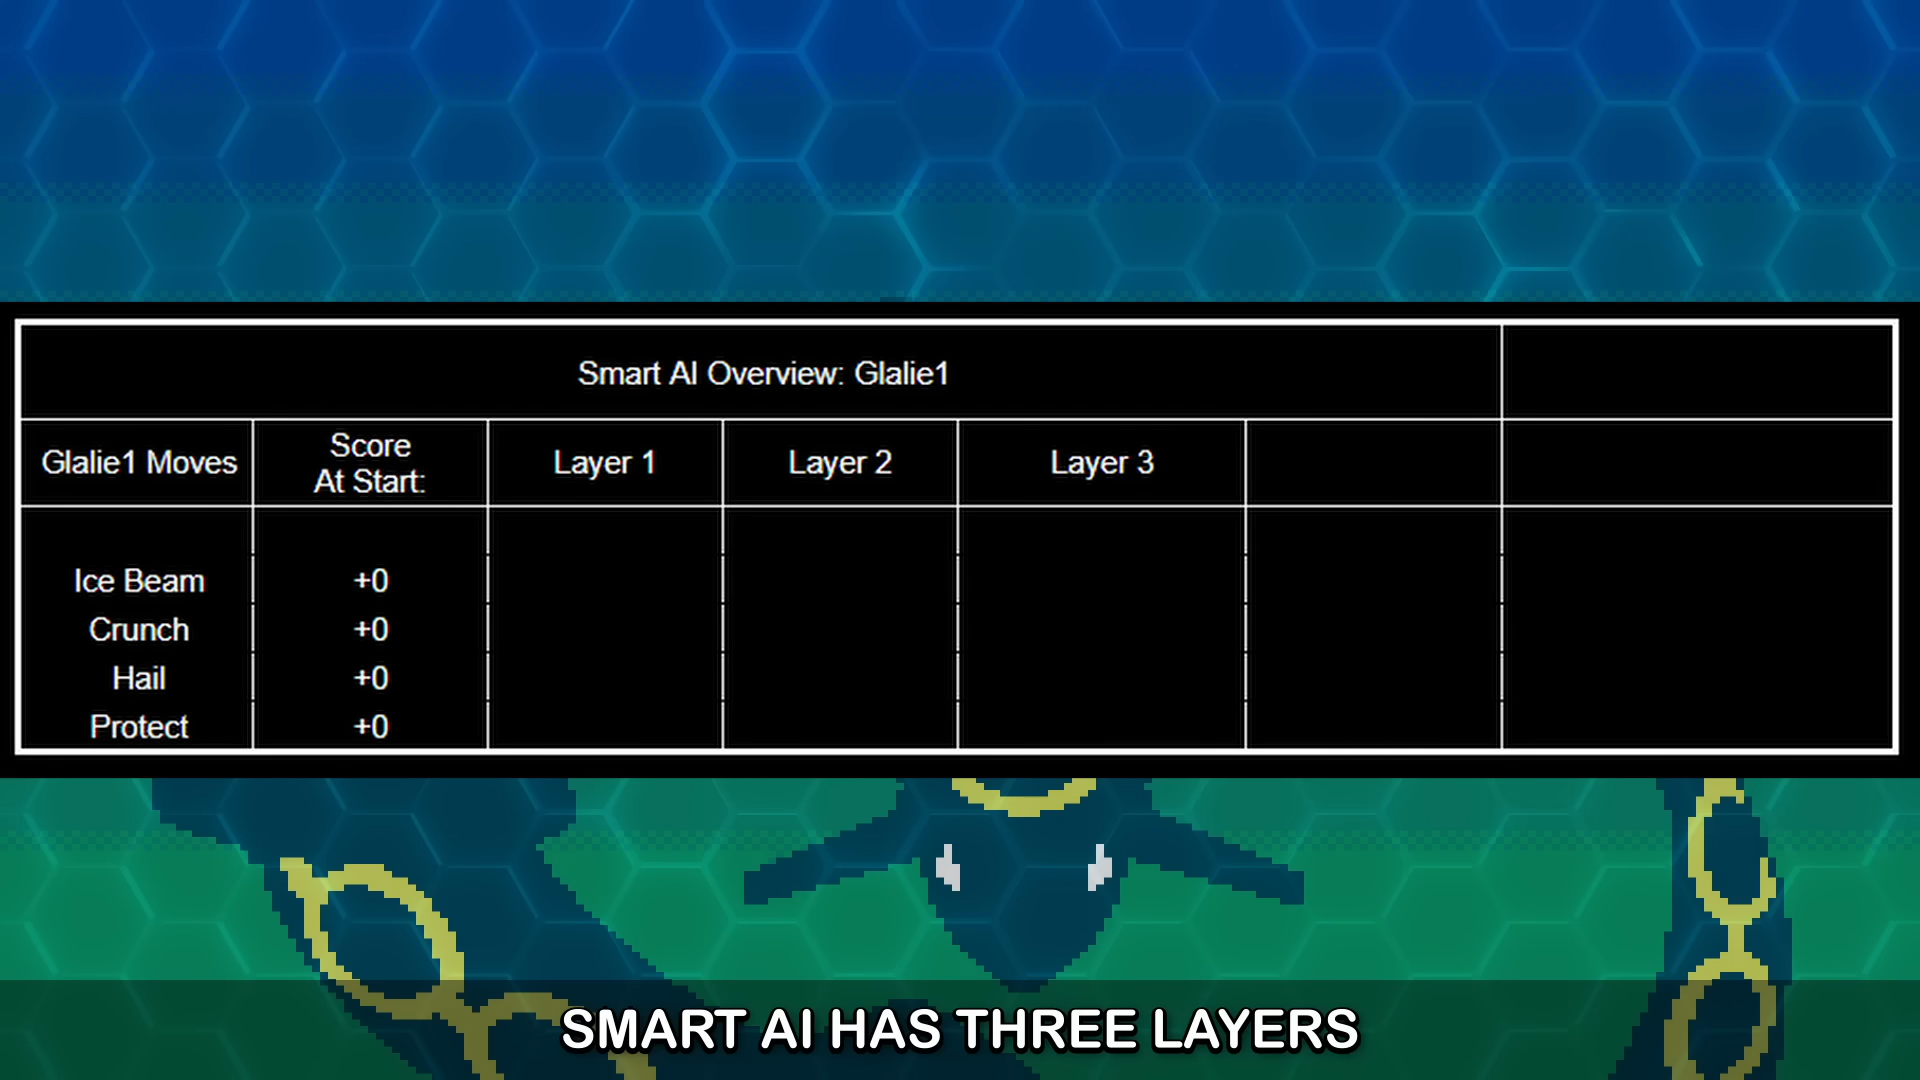 Smart AI Overview: Glalie1
Glalie1 Moves
Score
At Start:
Layer 1
Layer 2
Layer 3
Ice Beam +0
Crunch +0
Hail +0
Protect +0
SMART AI HAS THREE LAYERS